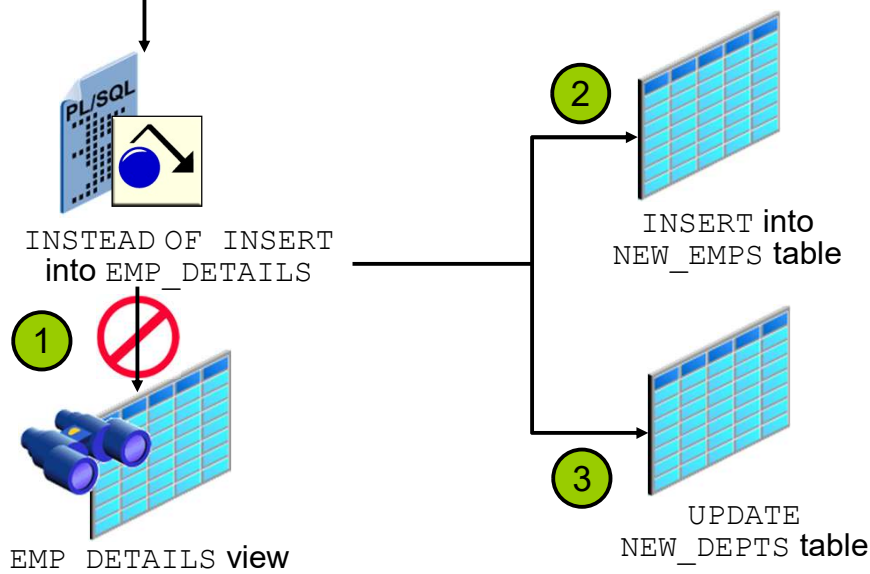 PL/SQL
INSTEAD OF INSERT
into EMP_DETAILS
1
EMP_DETAILS view
2
INSERT into
NEW_EMPS table
3
UPDATE
NEW_DEPTS table